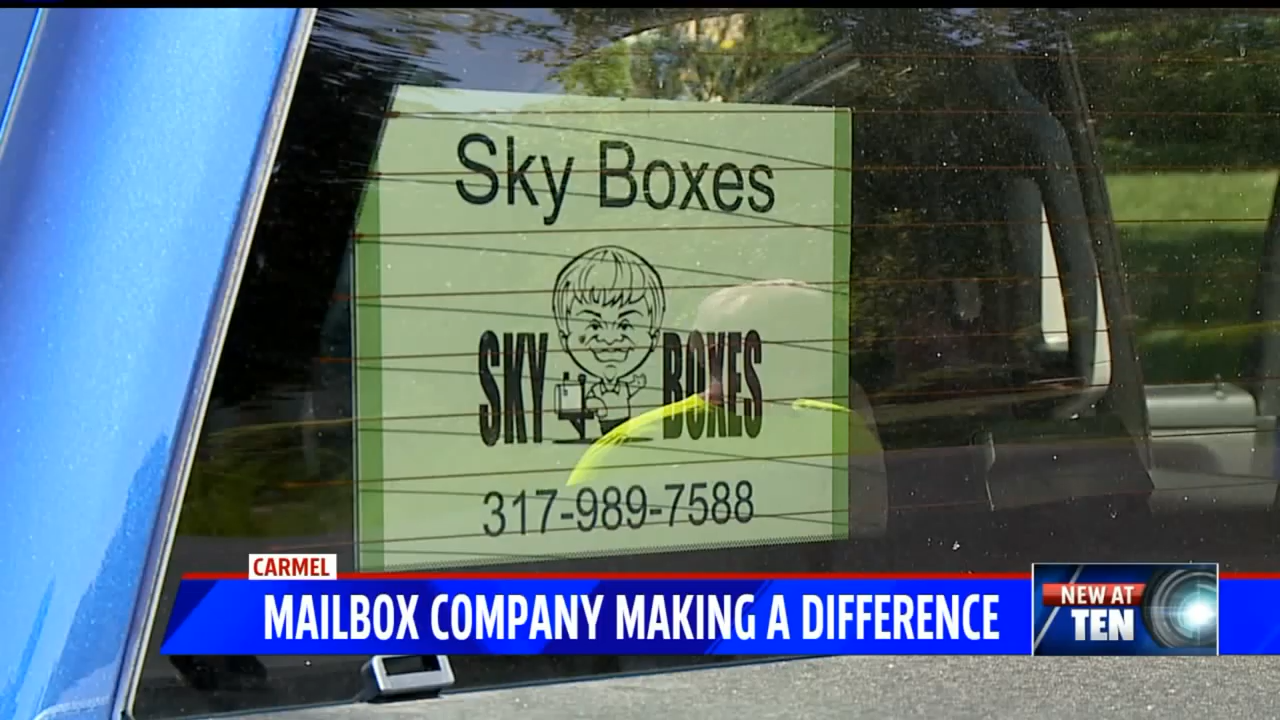 Sky Boxes
SKY BOXES
317-989-7588
CARMEL
MAILBOX COMPANY MAKING A DIFFERENCE
NEW AT
TEN